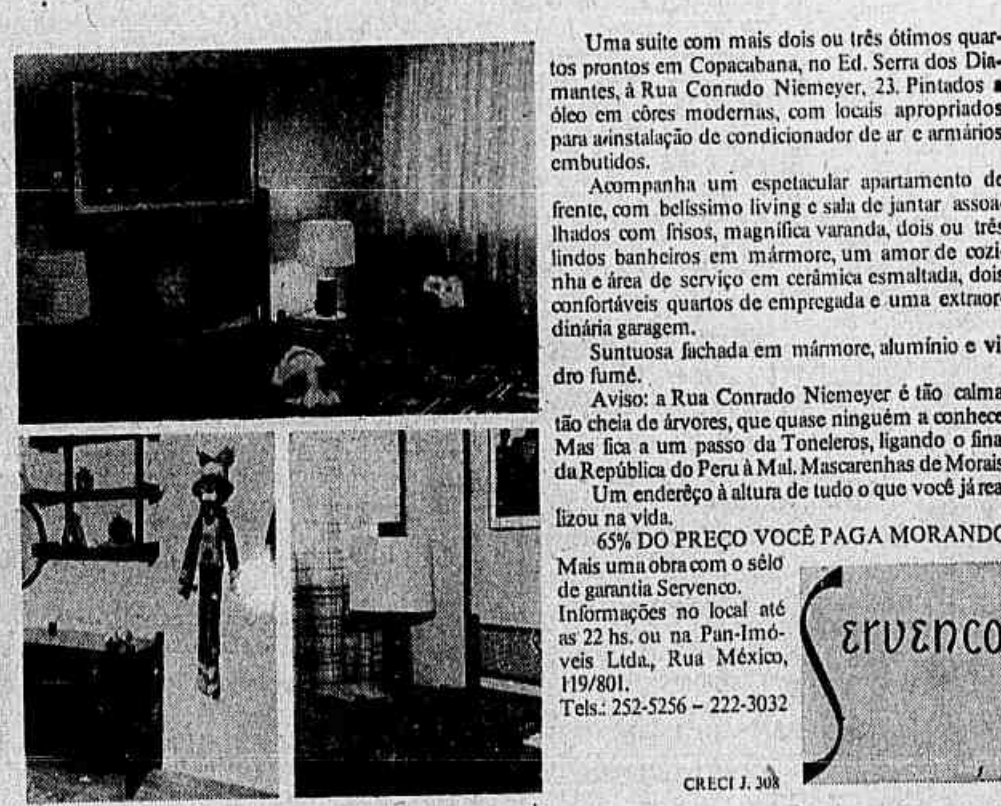 Uma suite com mais dois ou três ótimos quar-
tos prontos em Copacabana, no Ed. Serra dos Dia-
mantes, à Rua Conrado Niemeyer, 23. Pintados a
óleo em côres modernas, com locais apropriados
para a instalação de condicionador de ar e armários
embutidos.
Acompanha um espetacular apartamento de
frente, com belíssimo living e sala de jantar assoa-
lhados com frisos, magnífica varanda, dois ou três
lindos banheiros em mármore, um amor de cozi-
nha e área de serviço em cerâmica esmaltada, dois
confortáveis quartos de empregada e uma extraor
dinária garagem.
Suntuosa fachada em mármore, alumínio e vi
dro fumê.
Aviso: a Rua Conrado Niemeyer é tão calma
tão cheia de árvores, que quase ninguém a conhece
Mas fica a um passo da Toneleros, ligando o fina
da República do Peru à Mal. Mascarenhas de Morais
Um enderêço à altura de tudo o que você já rea
lizou na vida.
65% DO PREÇO VOCÊ PAGA MORANDO
Mais uma obra com o sêlo
de garantia Servenco.
Informações no local até
as 22 hs. ou na Pan-Imó-
veis Ltda., Rua México,
119/801.
Tels.: 252-5256 – 222-3032
Servenco
CRECI J. 308